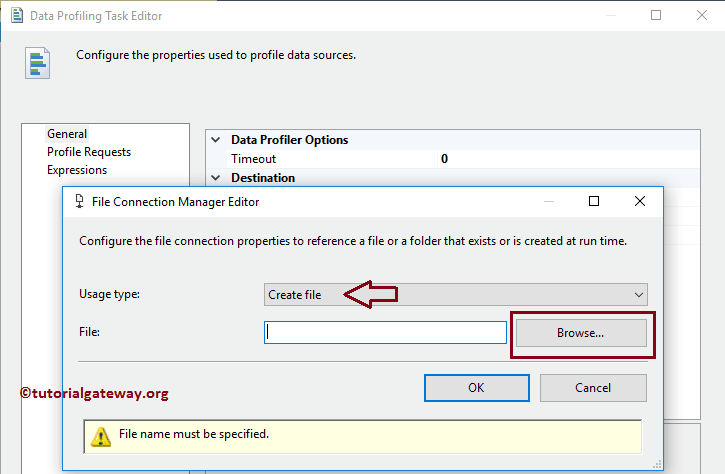 Data Profiling Task Editor
Configure the properties used to profile data sources.
General
Profile Requests
Expressions
Data Profiler Options
Timeout 0
Destination
File Connection Manager Editor
Configure the file connection properties to reference a file or a folder that exists or is created at run time.
Usage type: Create file
File: Browse...
OK Cancel
©tutorialgateway.org
File name must be specified.